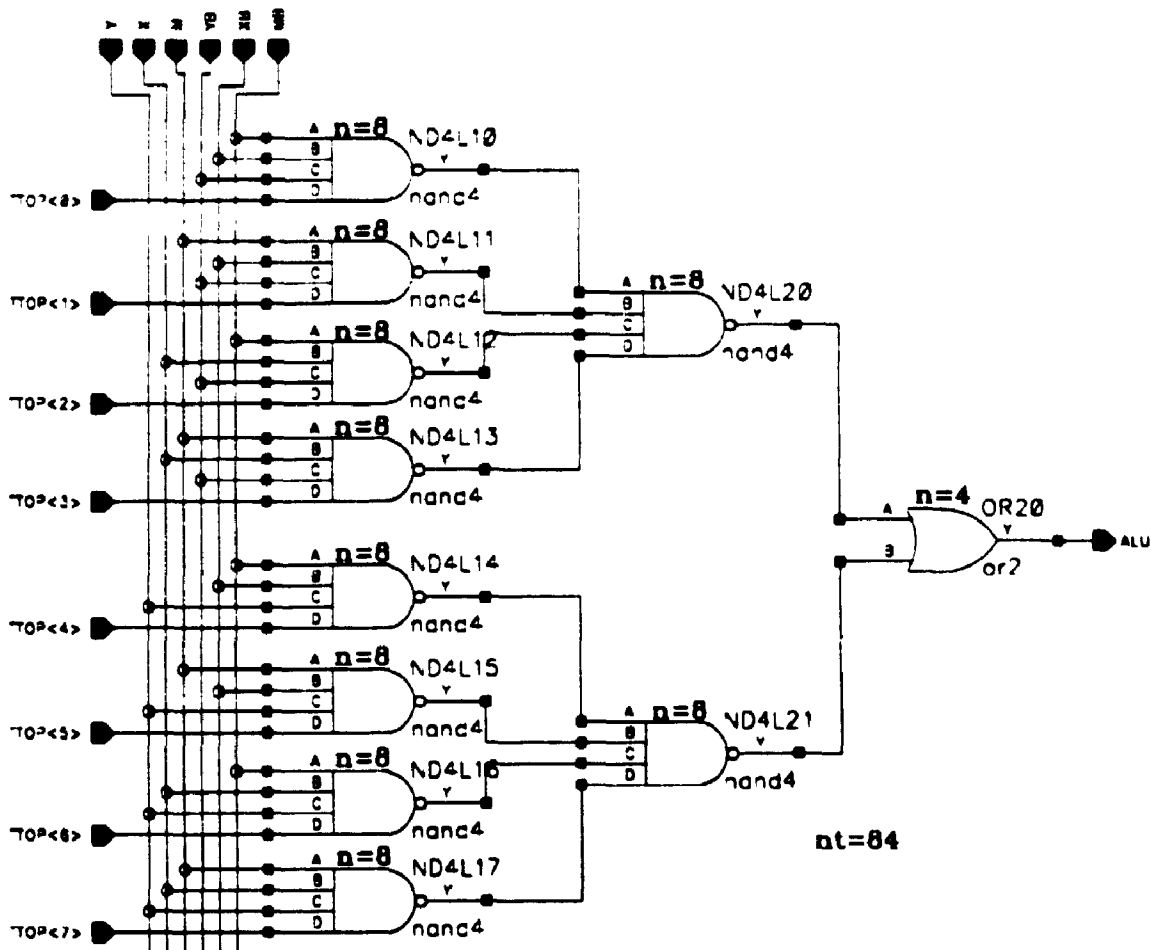 n=8 ND4L10
A
B
C
D
Y
nand4
TOP<0>
n=8 ND4L11
A
B
C
D
Y
nand4
TOP<1>
n=8 ND4L20
A
B
C
D
Y
nand4
n=8 ND4L12
A
B
C
D
Y
nand4
TOP<2>
n=8 ND4L13
A
B
C
D
Y
nand4
TOP<3>
n=4 OR20
A
B
Y
or2
ALU
n=8 ND4L14
A
B
C
D
Y
nand4
TOP<4>
n=8 ND4L15
A
B
C
D
Y
nand4
TOP<5>
n=8 ND4L21
A
B
C
D
Y
nand4
n=8 ND4L16
A
B
C
D
Y
nand4
TOP<6>
nt=84
n=8 ND4L17
A
B
C
D
Y
nand4
TOP<7>